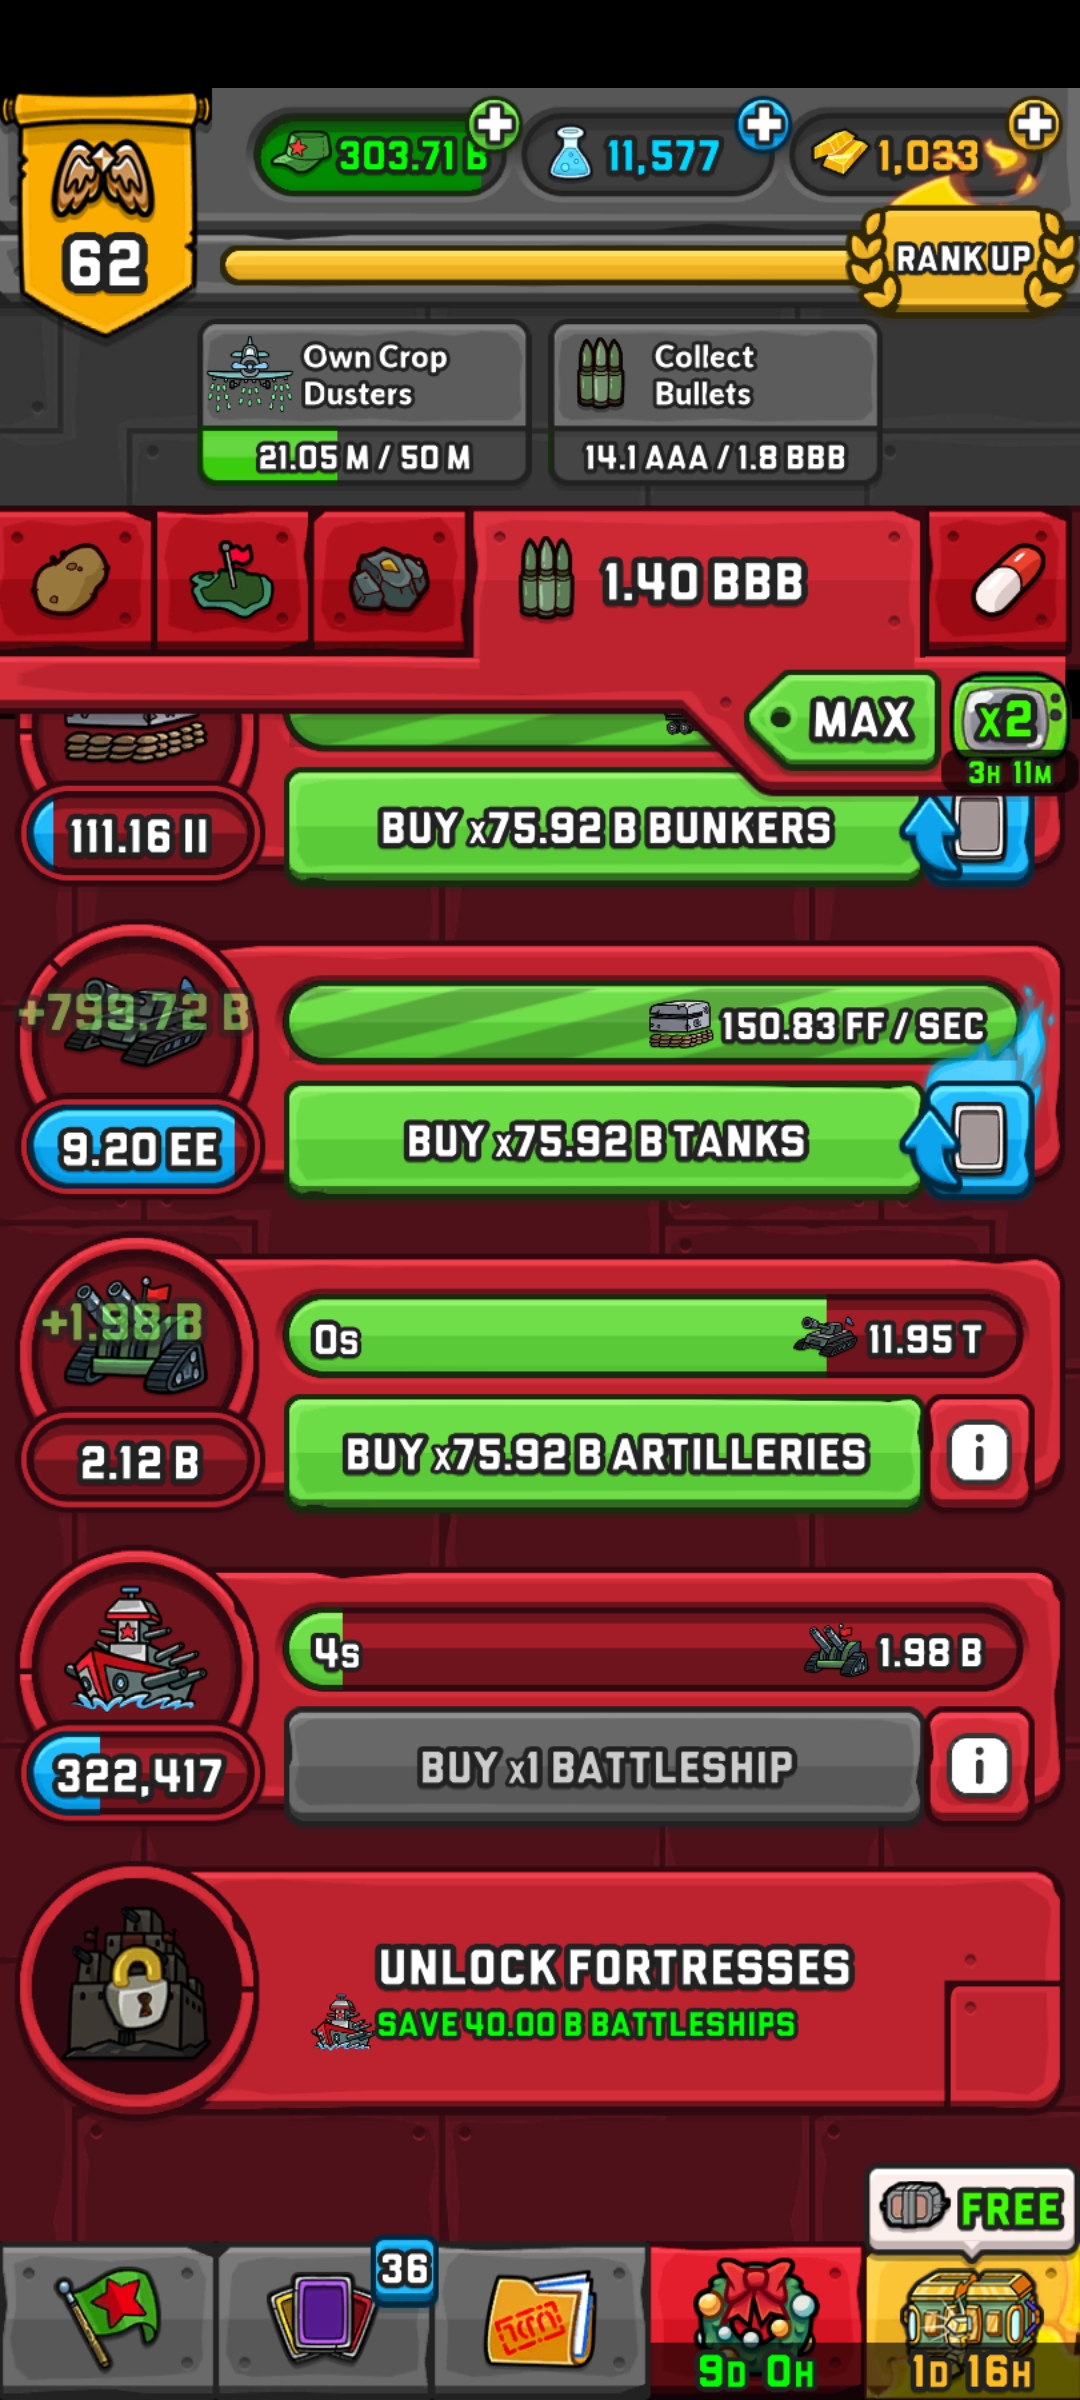 303.71 B
11,577
1,033
62
RANK UP
Own Crop
Dusters
21.05 M / 50 M
Collect
Bullets
14.1 AAA / 1.8 BBB
1.40 BBB
MAX
x2
3H 11M
111.16 II
BUY x75.92 B BUNKERS
+799.72 B
150.83 FF / SEC
9.20 EE
BUY x75.92 B TANKS
+1.98 B
0s
11.95 T
2.12 B
BUY x75.92 B ARTILLERIES
i
4s
1.98 B
322,417
BUY x1 BATTLESHIP
i
UNLOCK FORTRESSES
SAVE 40.00 B BATTLESHIPS
FREE
36
9D 0H
1D 16H